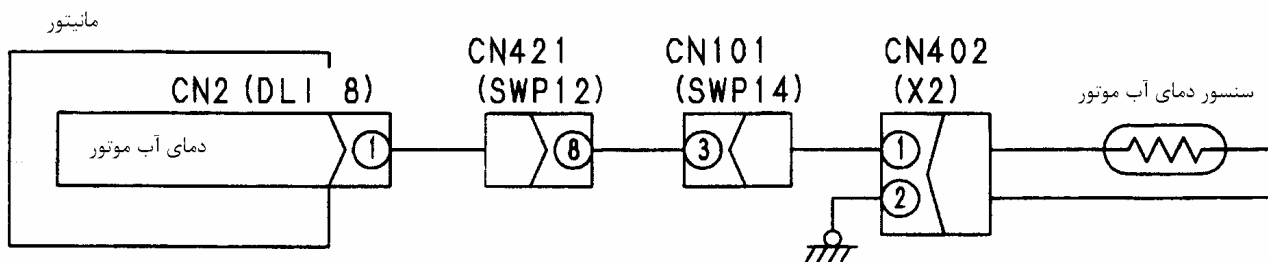 مانیتور
CN2 (DLI 8)
دمای آب موتور
1
CN421
(SWP12)
8
CN101
(SWP14)
3
CN402
(X2)
1
2
سنسور دمای آب موتور